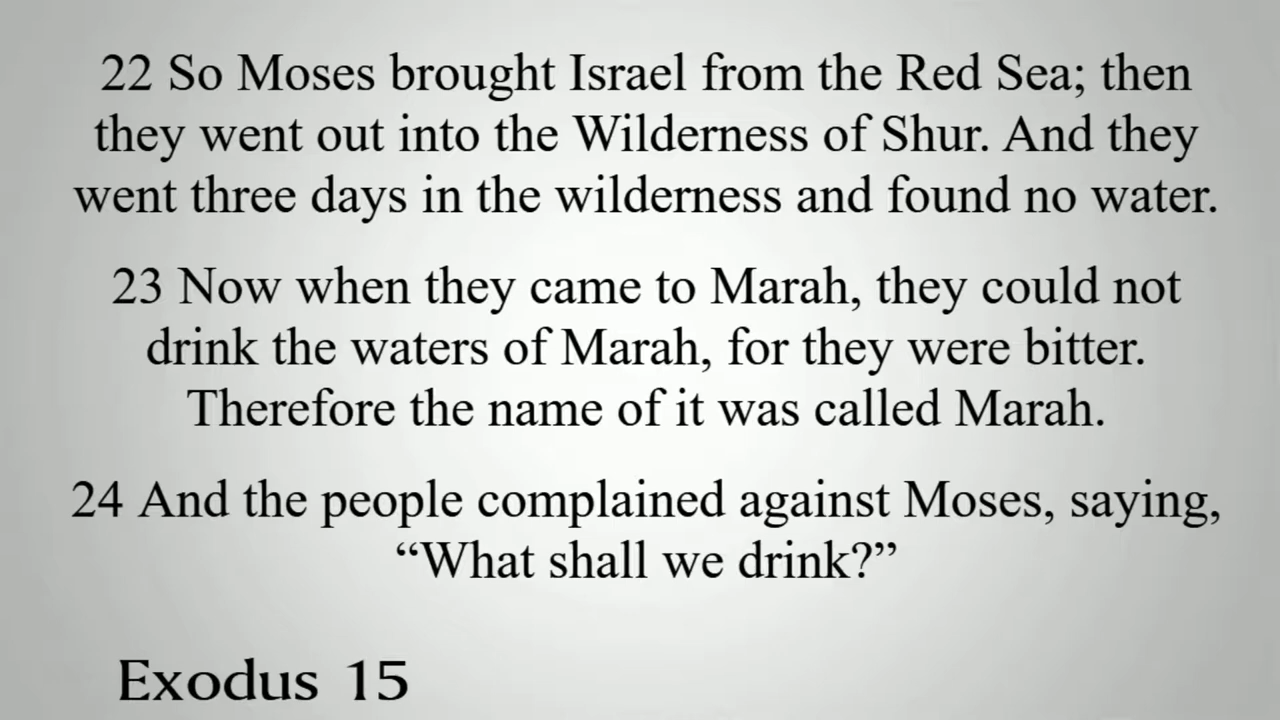 22 So Moses brought Israel from the Red Sea; then
they went out into the Wilderness of Shur. And they
went three days in the wilderness and found no water.
23 Now when they came to Marah, they could not
drink the waters of Marah, for they were bitter.
Therefore the name of it was called Marah.
24 And the people complained against Moses, saying,
“What shall we drink?”
Exodus 15